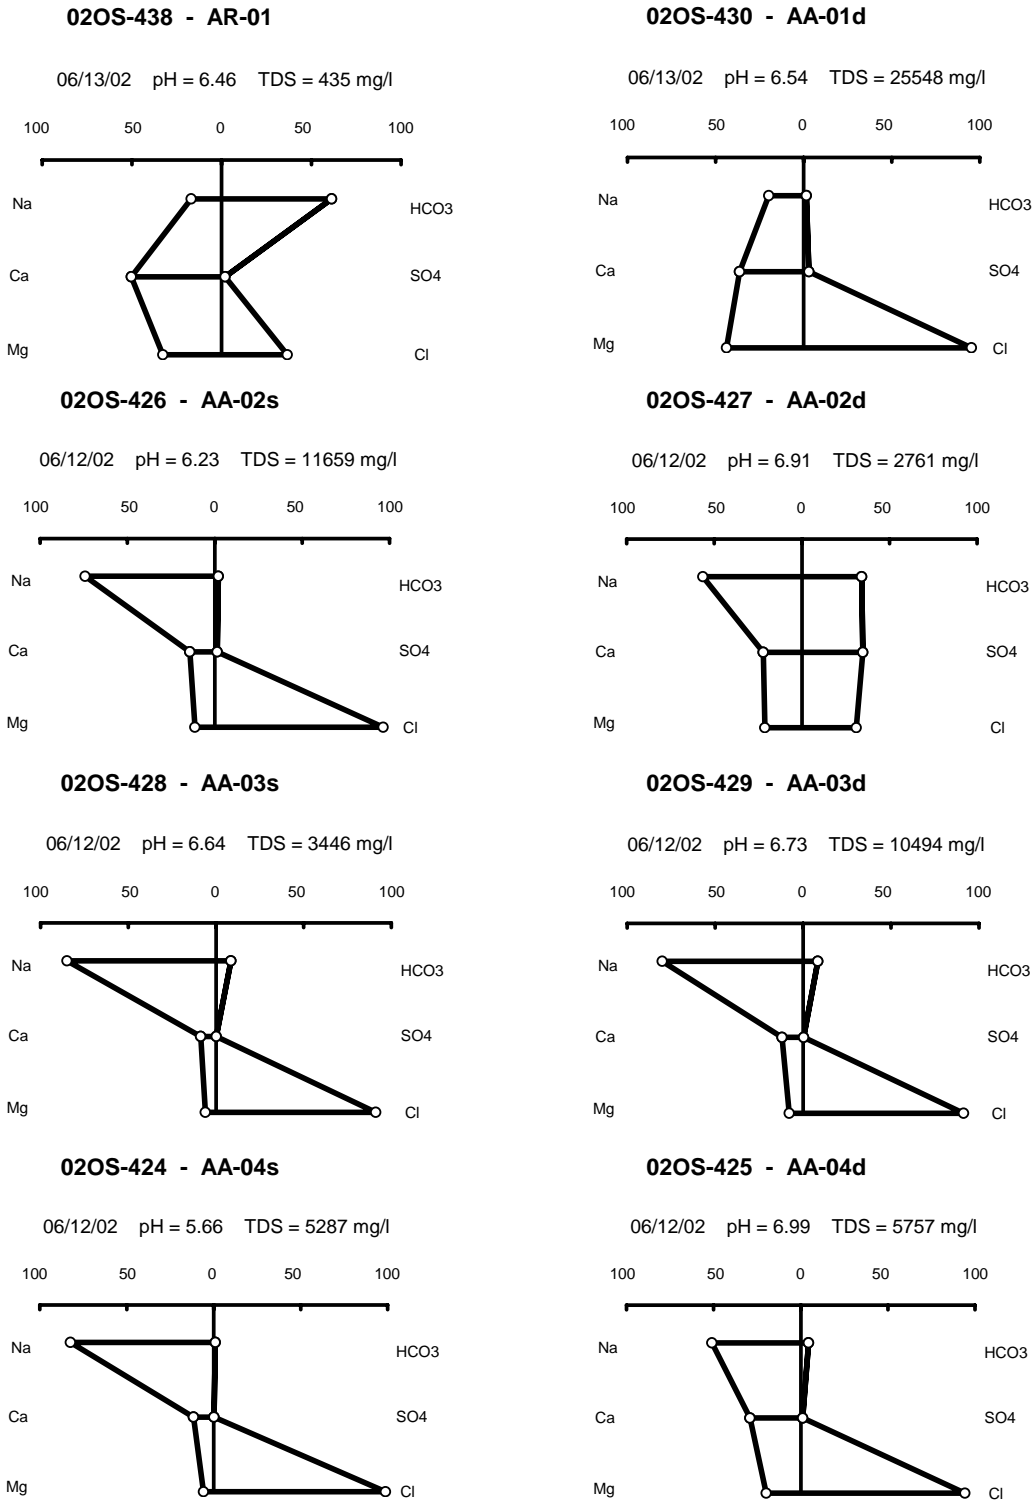 02OS-438 - AR-01
06/13/02 pH = 6.46 TDS = 435 mg/l
100 50 0 100
Na HCO3
Ca SO4
Mg Cl
02OS-430 - AA-01d
06/13/02 pH = 6.54 TDS = 25548 mg/l
100 50 0 50 100
Na HCO3
Ca SO4
Mg Cl
02OS-426 - AA-02s
06/12/02 pH = 6.23 TDS = 11659 mg/l
100 50 0 50 100
Na HCO3
Ca SO4
Mg Cl
02OS-427 - AA-02d
06/12/02 pH = 6.91 TDS = 2761 mg/l
100 50 0 50 100
Na HCO3
Ca SO4
Mg Cl
02OS-428 - AA-03s
06/12/02 pH = 6.64 TDS = 3446 mg/l
100 50 0 50 100
Na HCO3
Ca SO4
Mg Cl
02OS-429 - AA-03d
06/12/02 pH = 6.73 TDS = 10494 mg/l
100 50 0 50 100
Na HCO3
Ca SO4
Mg Cl
02OS-424 - AA-04s
06/12/02 pH = 5.66 TDS = 5287 mg/l
100 50 0 50 100
Na HCO3
Ca SO4
Mg Cl
02OS-425 - AA-04d
06/12/02 pH = 6.99 TDS = 5757 mg/l
100 50 0 50 100
Na HCO3
Ca SO4
Mg Cl